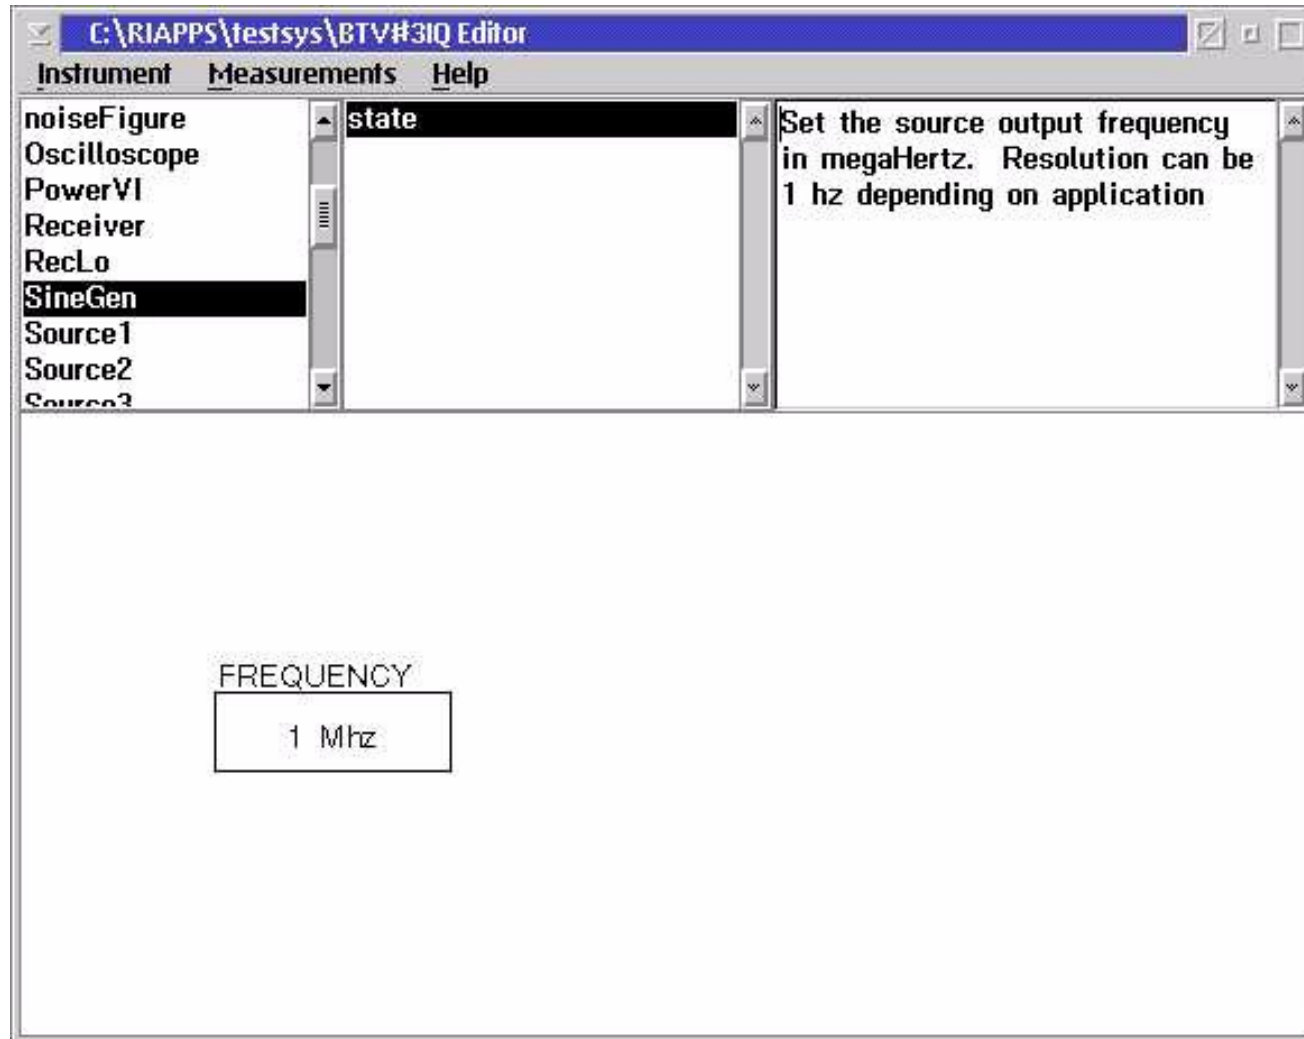 C:\RIAPPS\testsys\BTV#3IQ Editor
Instrument Measurements Help
noiseFigure
Oscilloscope
PowerVI
Receiver
RecLo
SineGen
Source1
Source2
Source3
state
Set the source output frequency
in megaHertz. Resolution can be
1 hz depending on application
FREQUENCY
1 Mhz